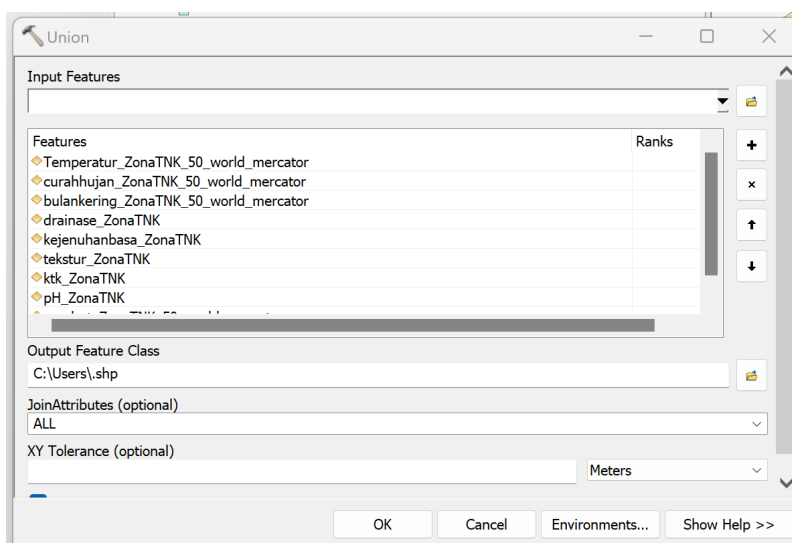 Union
Input Features
Features Ranks
Temperatur_ZonaTNK_50_world_mercator
curahhujan_ZonaTNK_50_world_mercator
bulankering_ZonaTNK_50_world_mercator
drainase_ZonaTNK
kejenuhanbasa_ZonaTNK
tekstur_ZonaTNK
ktk_ZonaTNK
pH_ZonaTNK
Output Feature Class
C:\Users\.shp
JoinAttributes (optional)
ALL
XY Tolerance (optional)
Meters
OK Cancel Environments... Show Help >>